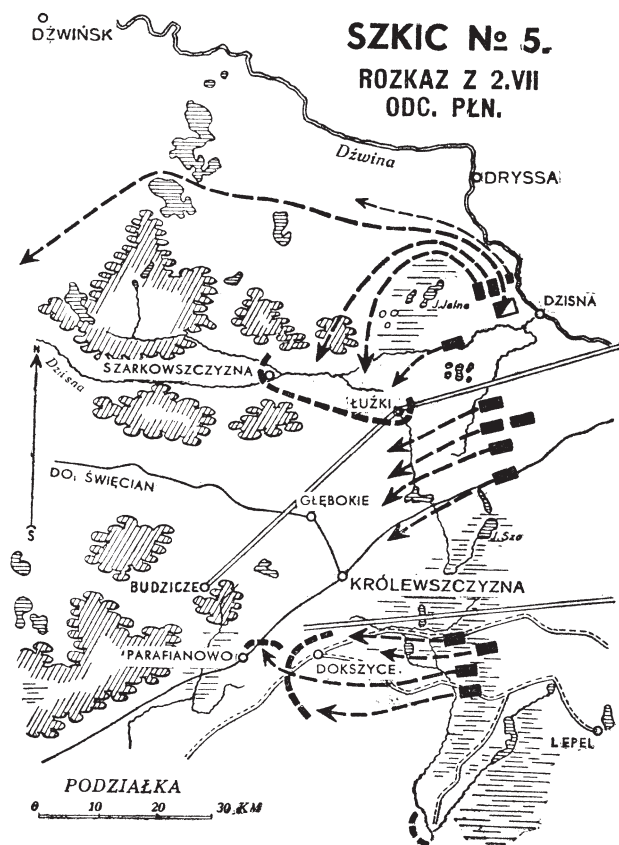 DŹWIŃSK
SZKIC № 5.
ROZKAZ Z 2.VII
ODC. PŁN.
Dźwina
DRYSSA
J. Jelna
DZISNA
N
SZARKOWSZCZYZNA
Dzisna
ŁUŻKI
DO, ŚWIĘCIAN
GŁĘBOKIE
S
J. Sza
BUDZICZE
KRÓLEWSZCZYZNA
PARAFIANOWO
DOKSZYCE
LEPEL
PODZIAŁKA
0 10 20 30 KM